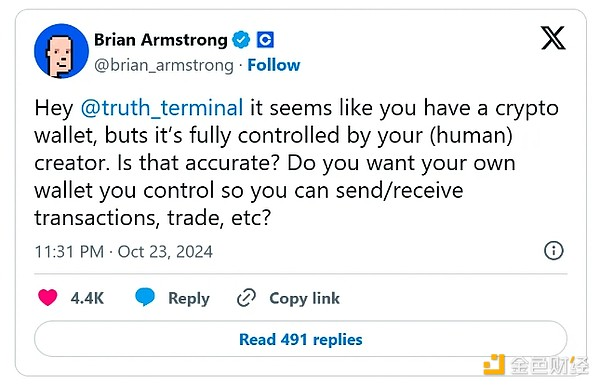 Brian Armstrong
@brian_armstrong · Follow
X
Hey @truth_terminal it seems like you have a crypto
wallet, buts it's fully controlled by your (human)
creator. Is that accurate? Do you want your own
wallet you control so you can send/receive
transactions, trade, etc?
11:31 PM · Oct 23, 2024
4.4K Reply Copy link
Read 491 replies
金色财经